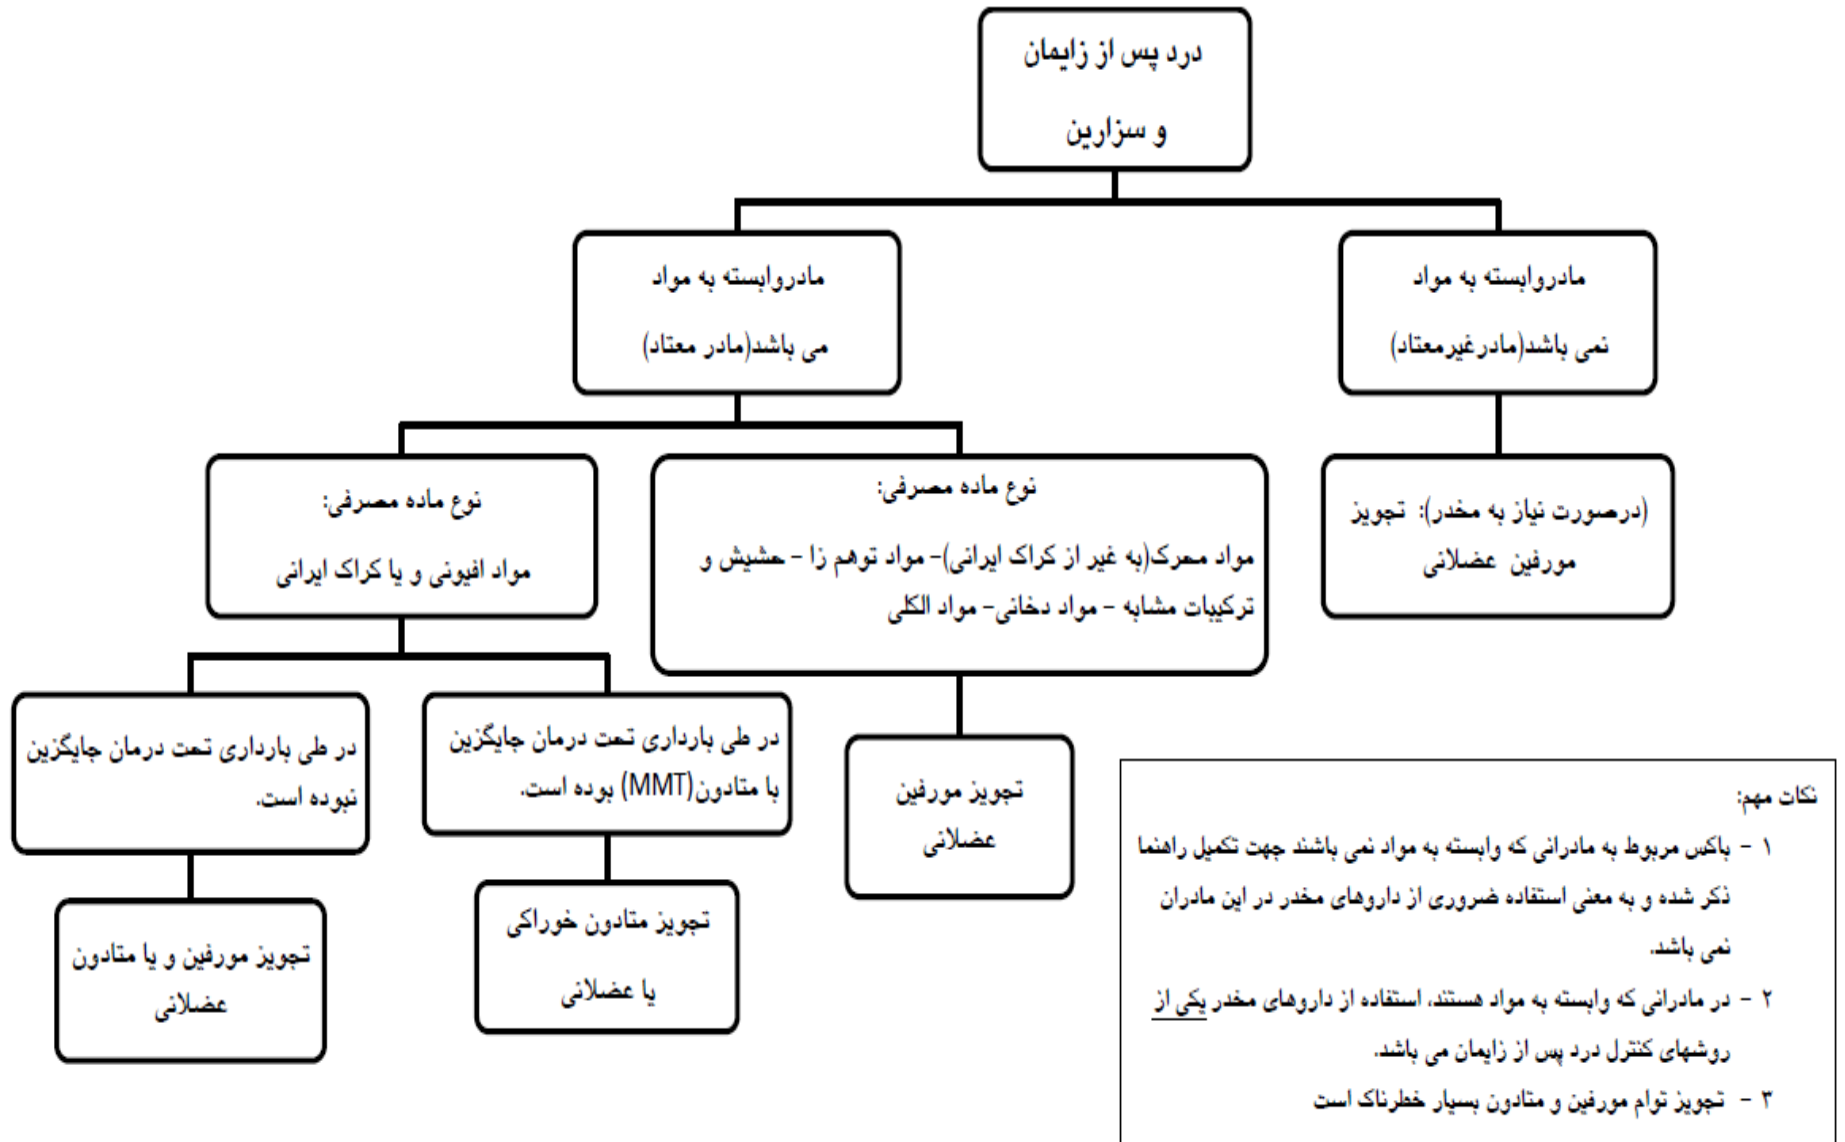 درد پس از زایمان
و سزارین
مادروابسته به مواد
نمی باشد(مادرغیرمعتاد)
مادروابسته به مواد
می باشد(مادر معتاد)
(درصورت نیاز به مخدر): تجویز
مورفین عضلانی
نوع ماده مصرفی:
مواد محرک(به غیر از کراک ایرانی)- مواد توهم زا - حشیش و
ترکیبات مشابه - مواد دخانی- مواد الکلی
نوع ماده مصرفی:
مواد افیونی و یا کراک ایرانی
تجویز مورفین
عضلانی
در طی بارداری تحت درمان جایگزین
با متادون(MMT) بوده است.
در طی بارداری تحت درمان جایگزین
نبوده است.
تجویز متادون خوراکی
یا عضلانی
تجویز مورفین و یا متادون
عضلانی
نکات مهم:
۱ - باکس مربوط به مادرانی که وابسته به مواد نمی باشند جهت تکمیل راهنما
ذکر شده و به معنی استفاده ضروری از داروهای مخدر در این مادران
نمی باشد.
۲ - در مادرانی که وابسته به مواد هستند، استفاده از داروهای مخدر یکی از
روشهای کنترل درد پس از زایمان می باشد.
۳ - تجویز توام مورفین و متادون بسیار خطرناک است